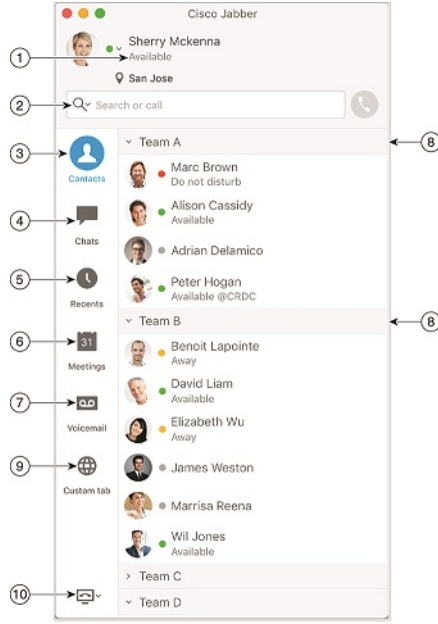 Cisco Jabber
Sherry Mckenna
1 Available
San Jose
2 Search or call
3 Team A 8
Contacts
Marc Brown
Do not disturb
4 Alison Cassidy
Available
Chats
Adrian Delamico
5 Peter Hogan
Available @CRDC
Recents
Team B 8
6 31 Benoit Lapointe
Away
Meetings
David Liam
Available
7 Elizabeth Wu
Away
Voicemail
9 James Weston
Custom tab
Marrisa Reena
Wil Jones
Available
Team C
10 Team D